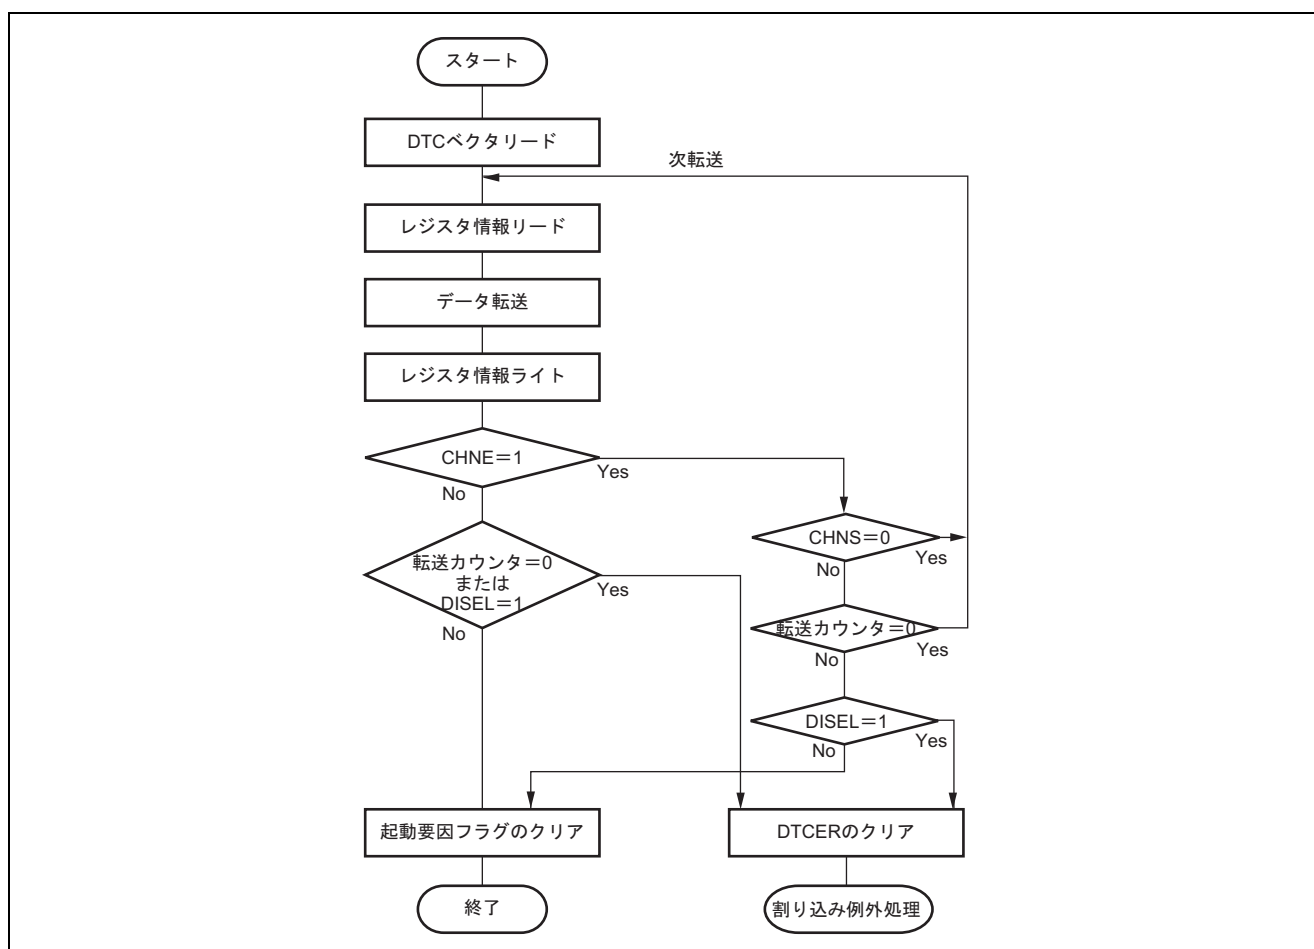 スタート
DTCベクタリード
次転送
レジスタ情報リード
データ転送
レジスタ情報ライト
CHNE＝1
Yes
No
CHNS＝0
Yes
No
転送カウンタ＝0
または
DISEL＝1
Yes
No
転送カウンタ＝0
Yes
No
DISEL＝1
Yes
No
起動要因フラグのクリア
DTCERのクリア
終了
割り込み例外処理